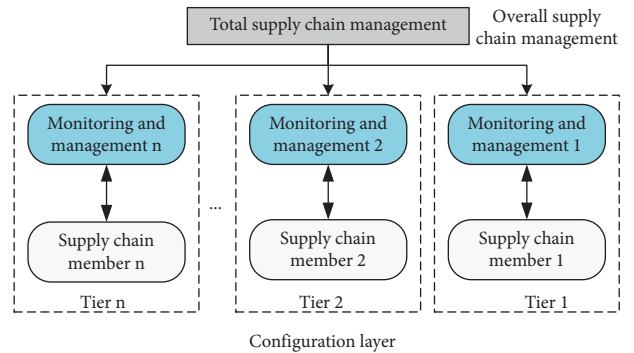 Total supply chain management
Overall supply
chain management
Monitoring and
management n
Monitoring and
management 2
Monitoring and
management 1
...
Supply chain
member n
Supply chain
member 2
Supply chain
member 1
Tier n
Tier 2
Tier 1
Configuration layer